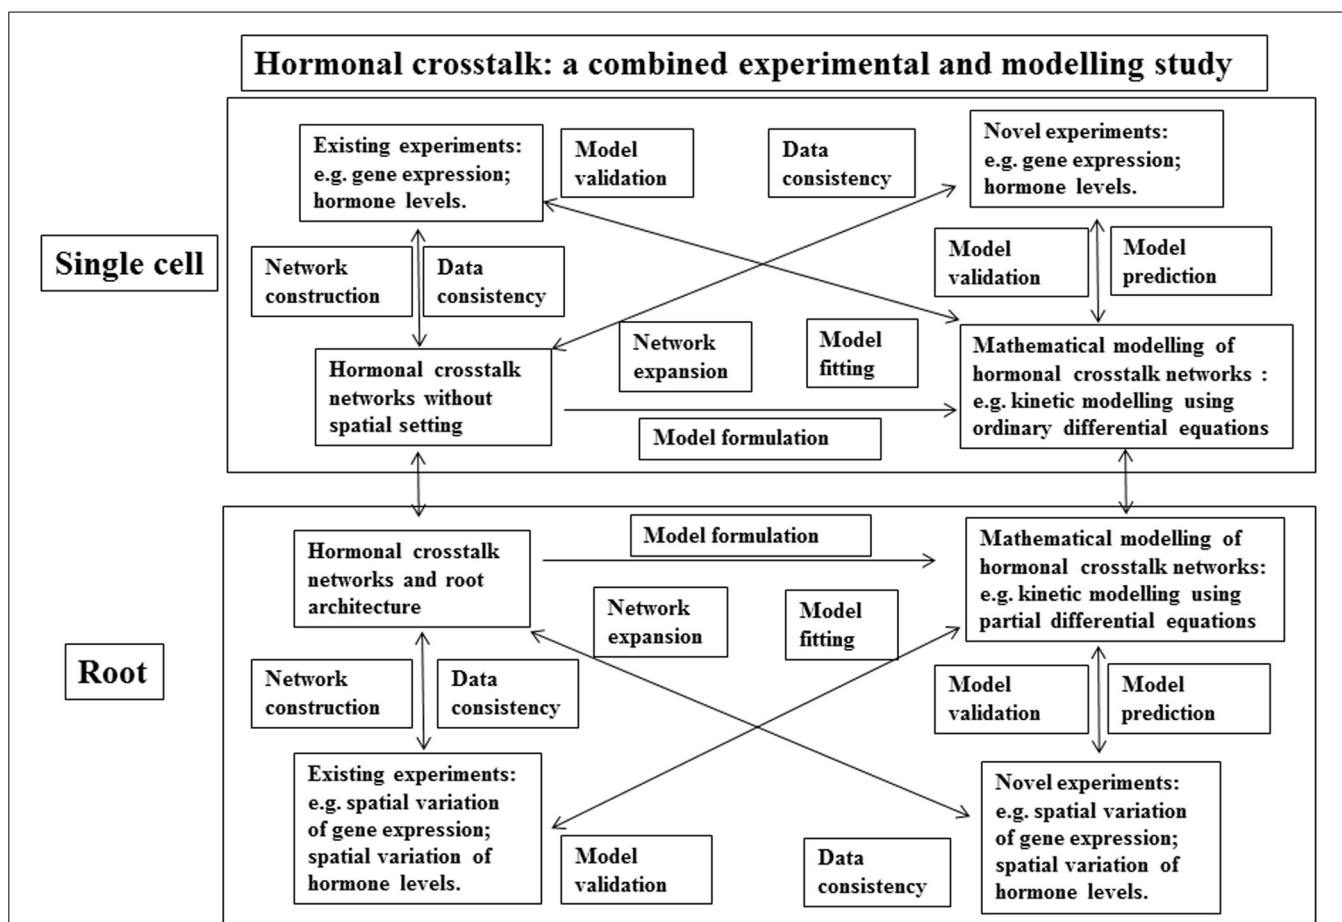 Hormonal crosstalk: a combined experimental and modelling study
Single cell
Existing experiments:
e.g. gene expression;
hormone levels.
Model
validation
Data
consistency
Novel experiments:
e.g. gene expression;
hormone levels.
Network
construction
Data
consistency
Model
validation
Model
prediction
Hormonal crosstalk
networks without
spatial setting
Network
expansion
Model
fitting
Mathematical modelling of
hormonal crosstalk networks :
e.g. kinetic modelling using
ordinary differential equations
Model formulation
Root
Hormonal crosstalk
networks and root
architecture
Model formulation
Mathematical modelling of
hormonal crosstalk networks:
e.g. kinetic modelling using
partial differential equations
Network
expansion
Model
fitting
Network
construction
Data
consistency
Model
validation
Model
prediction
Existing experiments:
e.g. spatial variation
of gene expression;
spatial variation of
hormone levels.
Model
validation
Data
consistency
Novel experiments:
e.g. spatial variation
of gene expression;
spatial variation of
hormone levels.